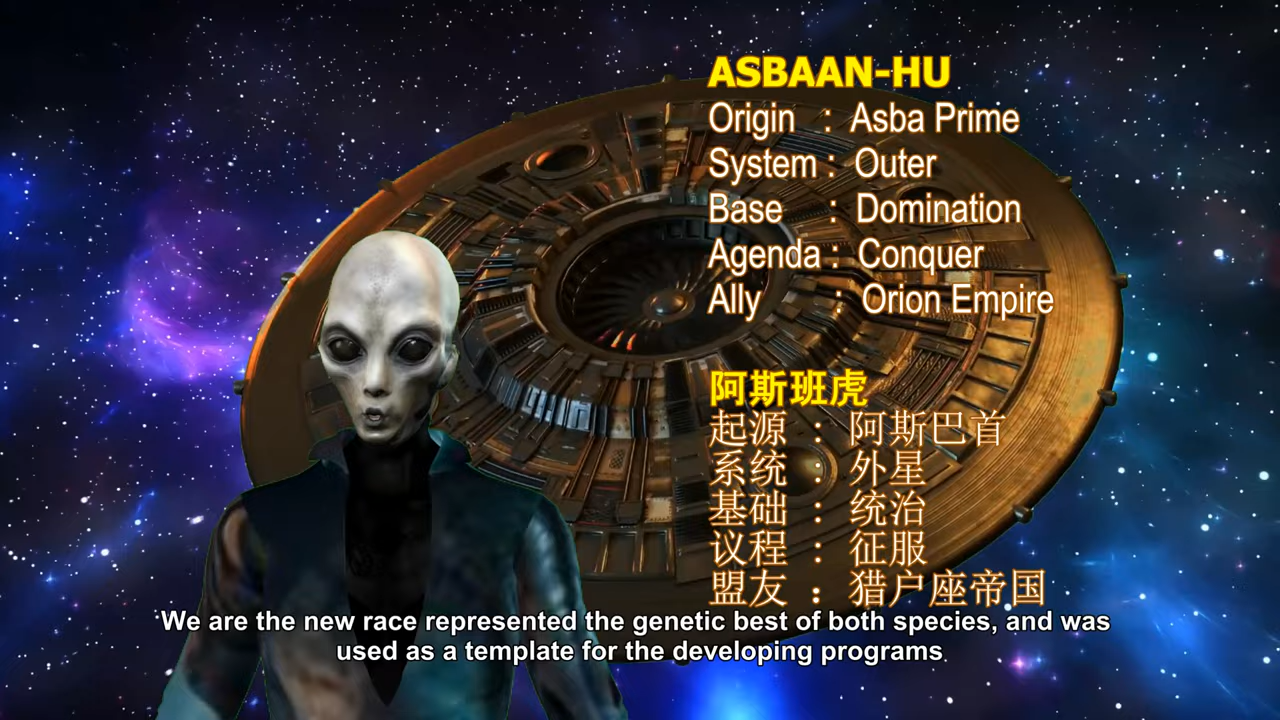 ASBAAN-HU
Origin : Asba Prime
System : Outer
Base : Domination
Agenda : Conquer
Ally : Orion Empire
阿斯班虎
起源 : 阿斯巴首
系统 : 外星
基础 : 统治
议程 : 征服
盟友 : 猎户座帝国
We are the new race represented the genetic best of both species, and was
used as a template for the developing programs